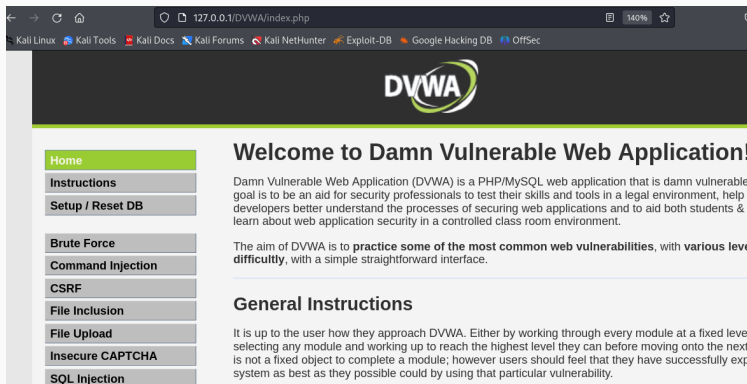 127.0.0.1/DVWA/index.php
140%
Kali Linux
Kali Tools
Kali Docs
Kali Forums
Kali NetHunter
Exploit-DB
Google Hacking DB
OffSec
DVWA
Home
Instructions
Setup / Reset DB
Brute Force
Command Injection
CSRF
File Inclusion
File Upload
Insecure CAPTCHA
SQL Injection
Welcome to Damn Vulnerable Web Application!
Damn Vulnerable Web Application (DVWA) is a PHP/MySQL web application that is damn vulnerable
goal is to be an aid for security professionals to test their skills and tools in a legal environment, help
developers better understand the processes of securing web applications and to aid both students &
learn about web application security in a controlled class room environment.
The aim of DVWA is to practice some of the most common web vulnerabilities, with various leve
difficultly, with a simple straightforward interface.
General Instructions
It is up to the user how they approach DVWA. Either by working through every module at a fixed leve
selecting any module and working up to reach the highest level they can before moving onto the next
is not a fixed object to complete a module; however users should feel that they have successfully exp
system as best as they possible could by using that particular vulnerability.